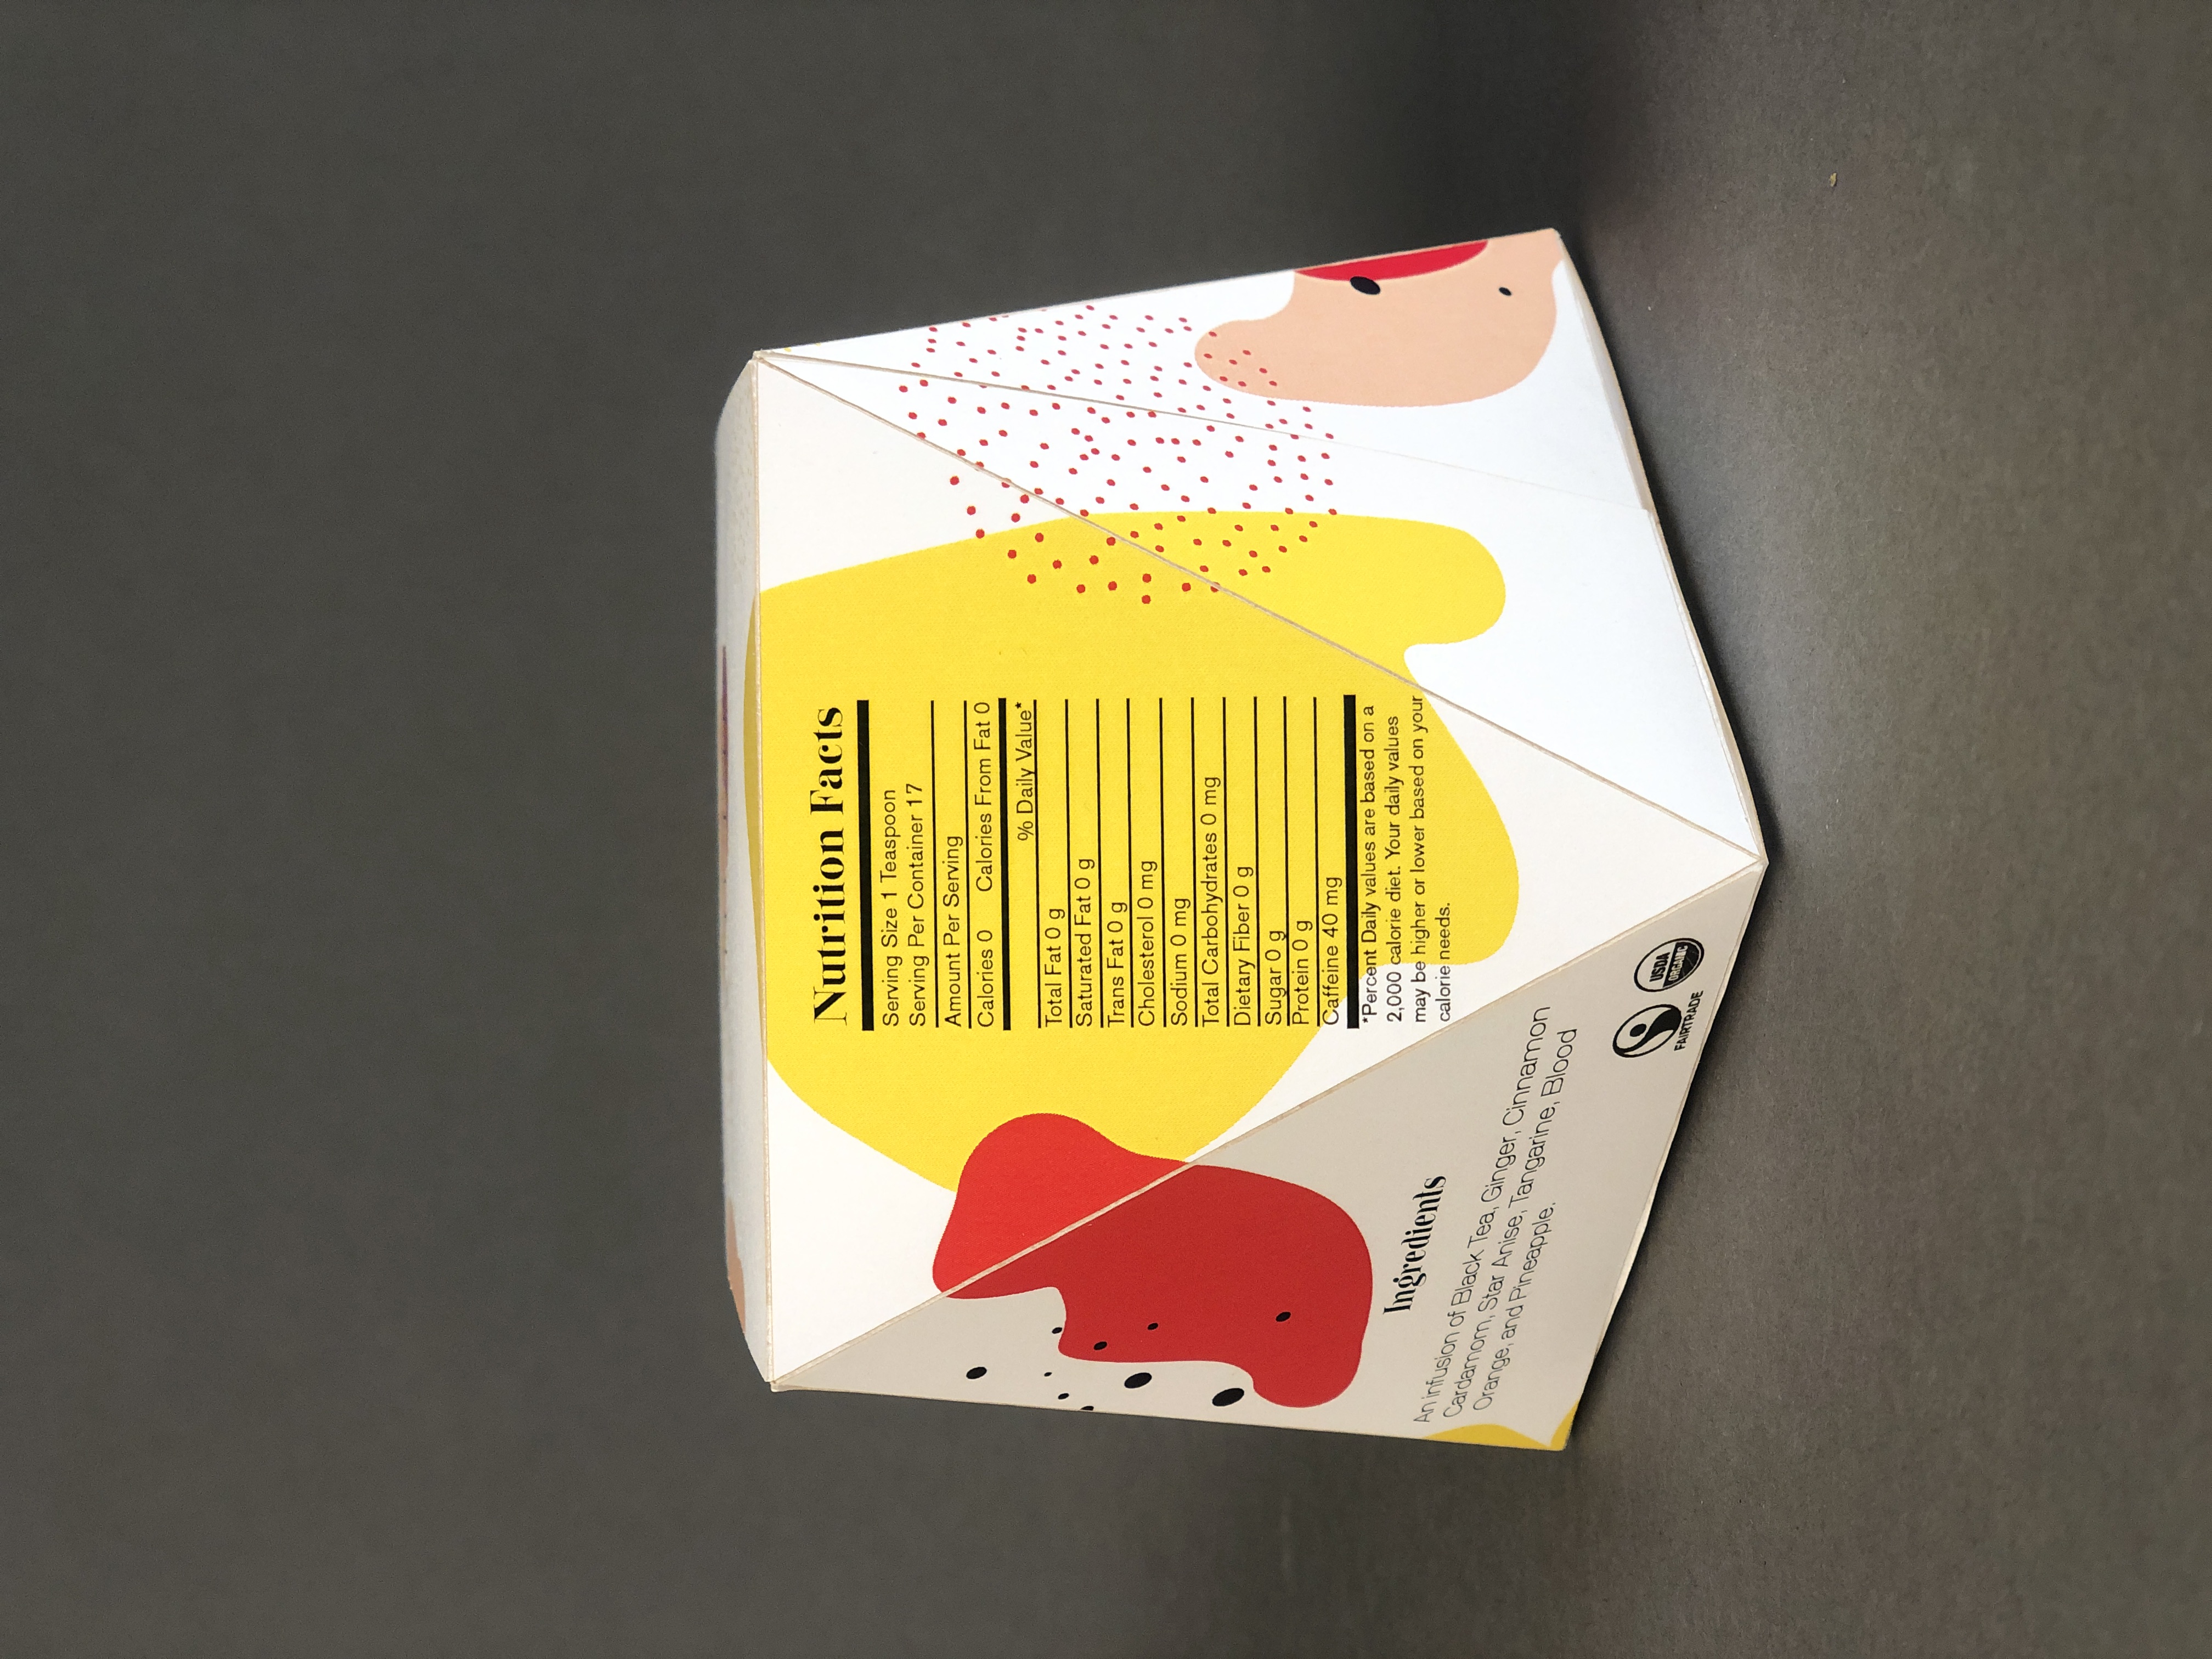 Nutrition Facts
Serving Size 1 Teaspoon
Serving Per Container 17
Amount Per Serving
Calories 0 Calories From Fat 0
% Daily Value*
Total Fat 0 g
Saturated Fat 0 g
Trans Fat 0 g
Cholesterol 0 mg
Sodium 0 mg
Total Carbohydrates 0 mg
Dietary Fiber 0 g
Sugar 0 g
Protein 0 g
Caffeine 40 mg
*Percent Daily values are based on a
2,000 calorie diet. Your daily values
may be higher or lower based on your
calorie needs.
Ingredients
An infusion of Black Tea, Ginger, Cinnamon
Cardamom, Star Anise, Tangarine, Blood
Orange, and Pineapple.
FAIRTRADE
USDA
ORGANIC